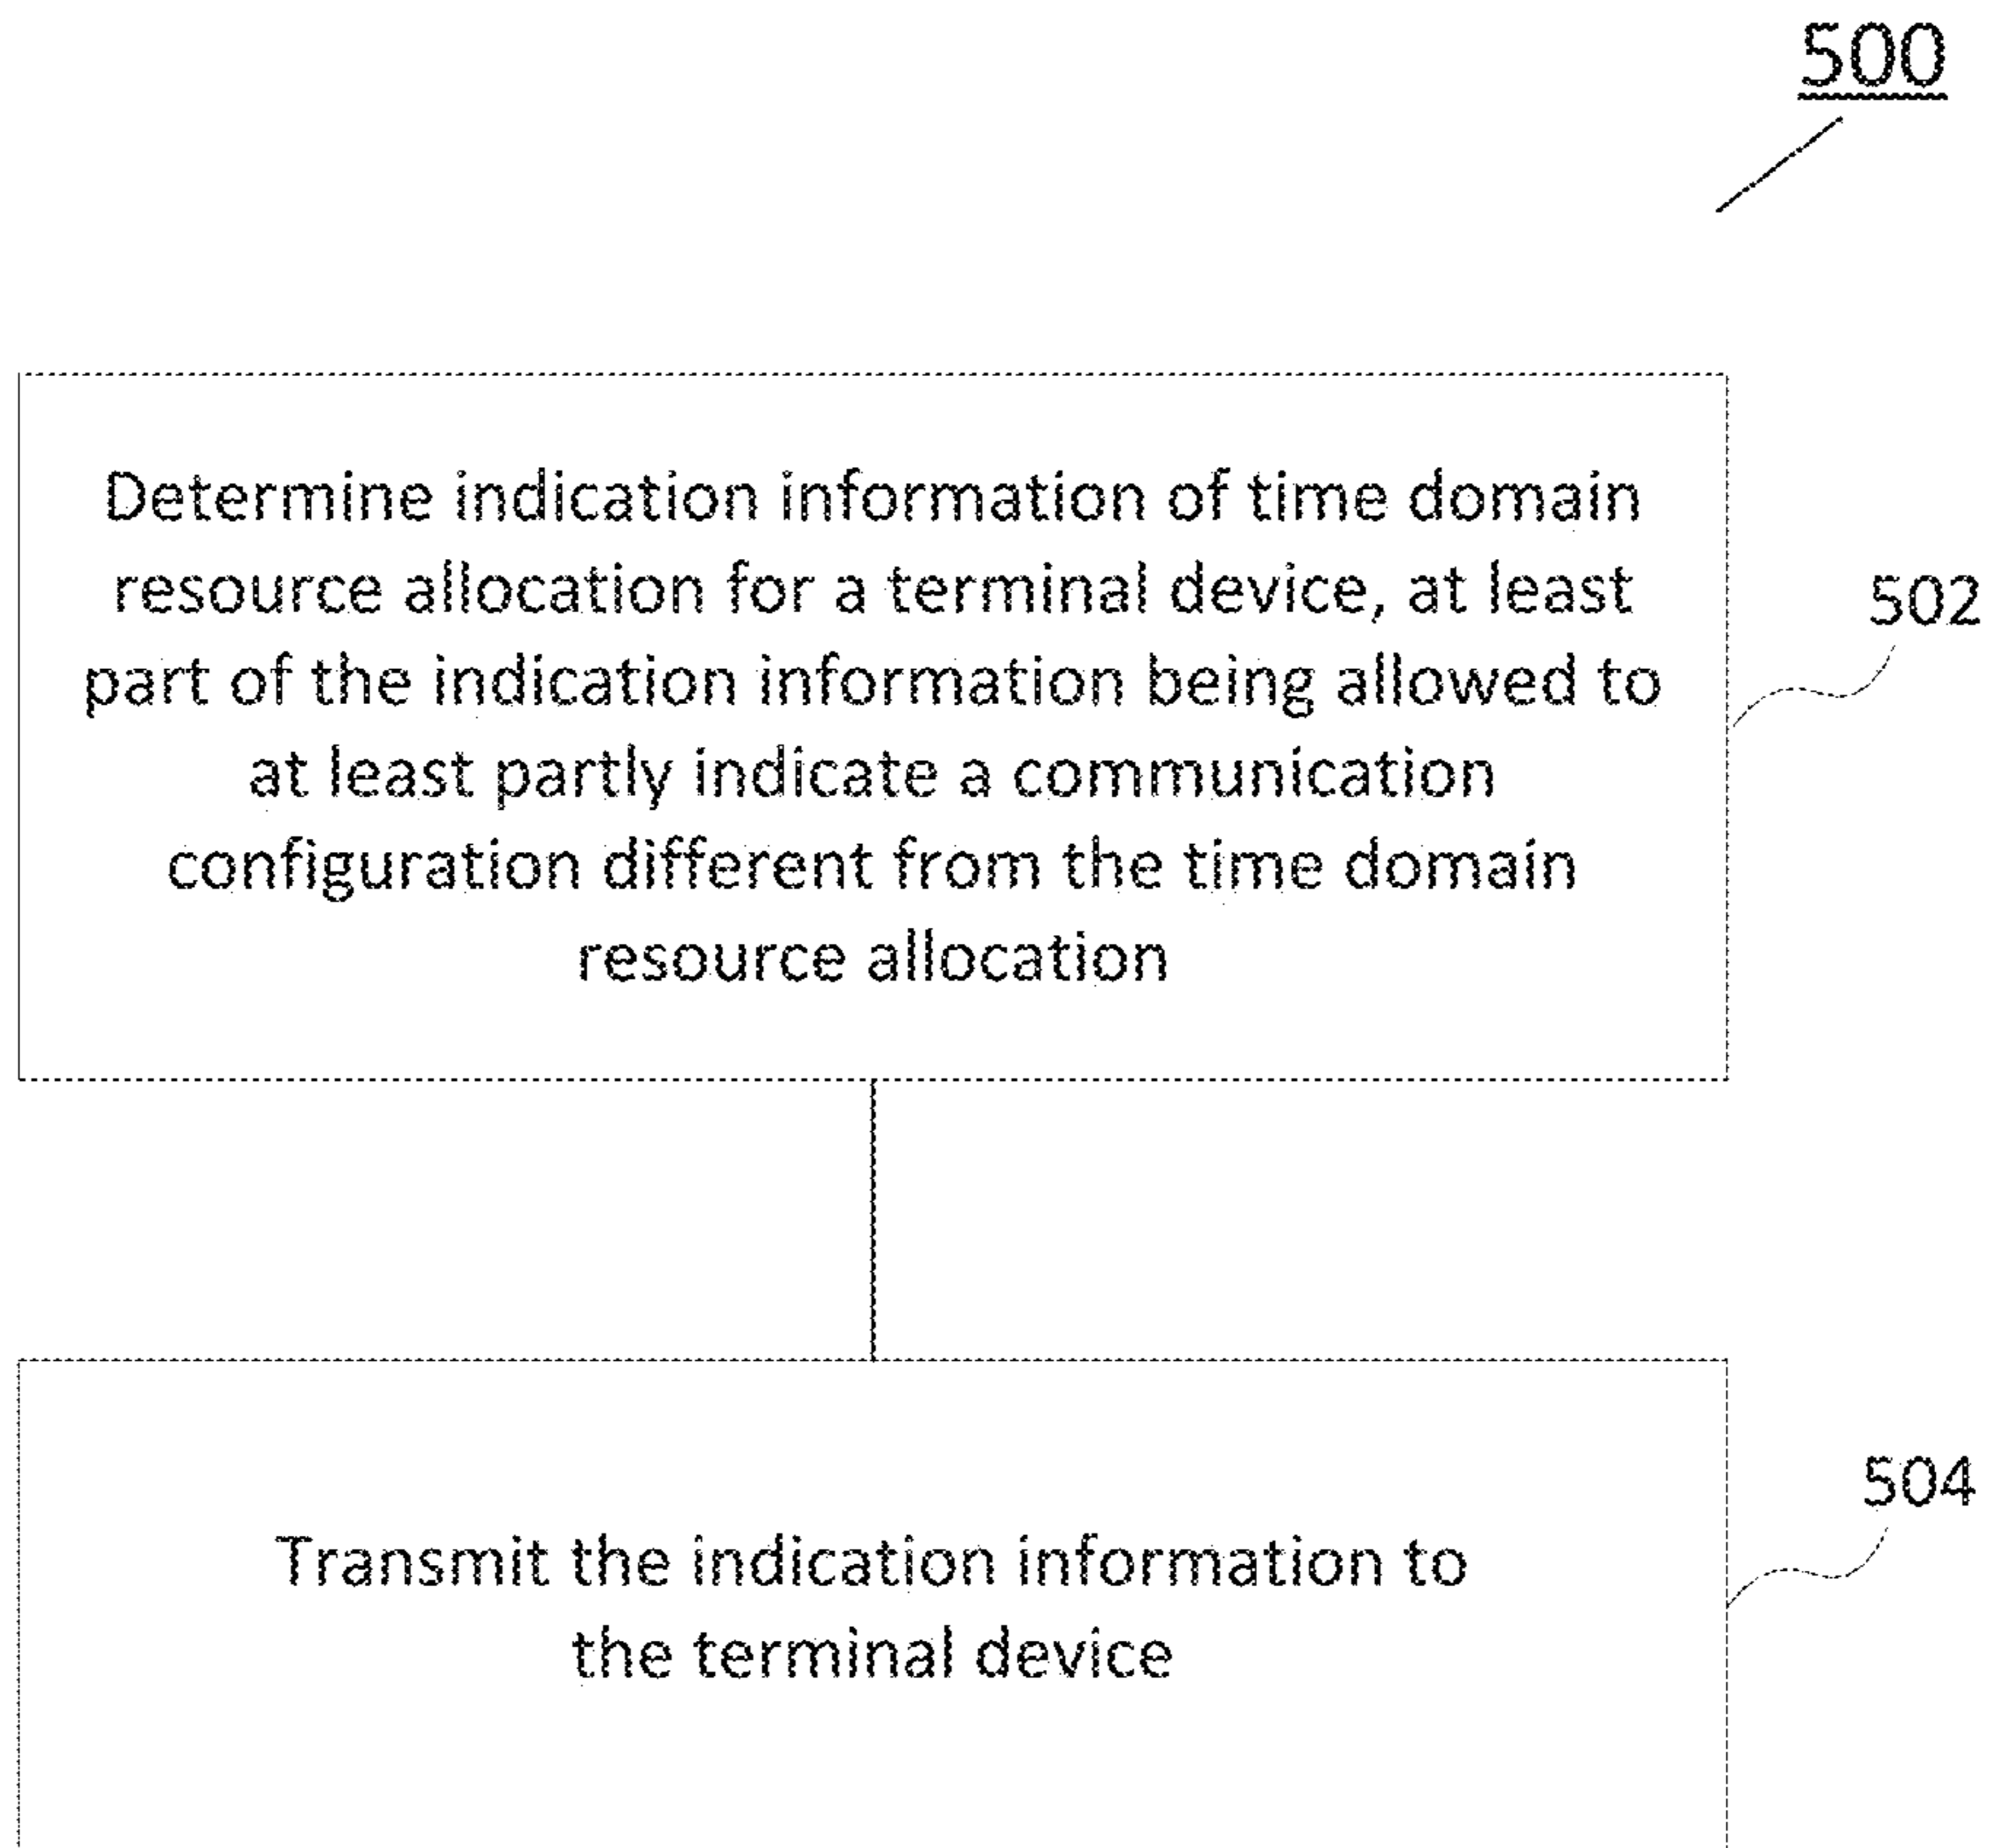 500
Determine indication information of time domain
resource allocation for a terminal device, at least
part of the indication information being allowed to
at least partly indicate a communication
configuration different from the time domain
resource allocation
502
Transmit the indication information to
the terminal device
504